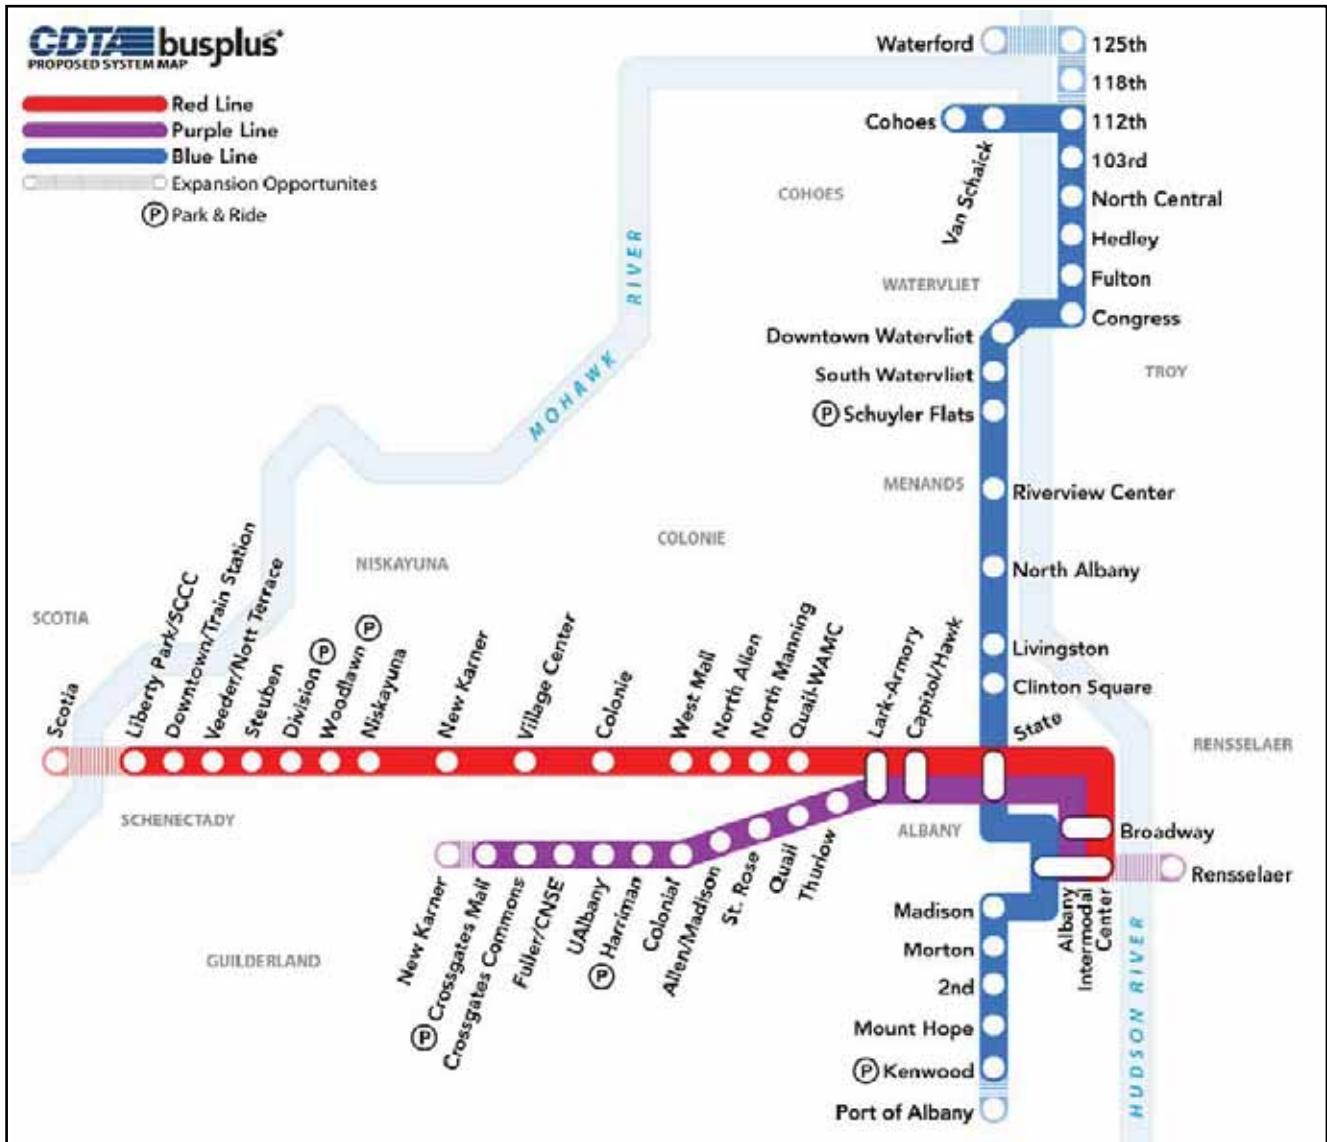 CDTA busplus+
PROPOSED SYSTEM MAP
Red Line
Purple Line
Blue Line
Expansion Opportunites
P Park & Ride
Waterford
125th
118th
Cohoes
Van Schaick
112th
103rd
North Central
Hedley
Fulton
Congress
COHOES
WATERVLIET
Downtown Watervliet
South Watervliet
P Schuyler Flats
TROY
MENANDS
Riverview Center
North Albany
Livingston
Clinton Square
State
MOHAWK RIVER
COLONIE
NISKAYUNA
SCOTIA
RENSSELAER
Scotia
Liberty Park/SCCC
Downtown/Train Station
Veeder/Nott Terrace
Steuben
Division P
Woodlawn P
Niskayuna
New Karner
Village Center
Colonie
West Mall
North Allen
North Manning
Quail-WAMC
Lark-Armory
Capitol/Hawk
SCHENECTADY
ALBANY
Broadway
Rensselaer
Albany
Intermodal
Center
New Karner
P Crossgates Mall
Crossgates Commons
Fuller/CNSE
UAlbany
P Harriman
Colonial
Allen/Madison
St. Rose
Quail
Thurlow
GUILDERLAND
Madison
Morton
2nd
Mount Hope
P Kenwood
Port of Albany
HUDSON RIVER